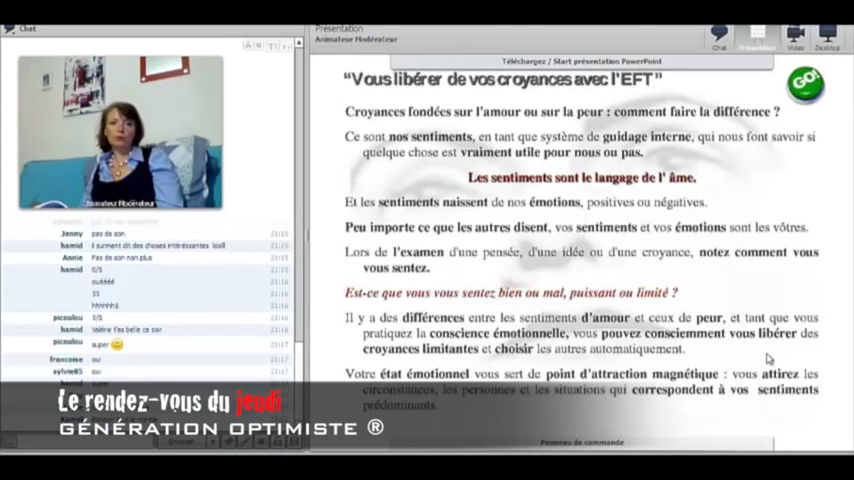 Chat
Présentation
Animateur Modérateur
Chat
Présentation
Video
Desktop
Téléchargez / Start présentation PowerPoint
"Vous libérer de vos croyances avec l'EFT"
GO!
Croyances fondées sur l'amour ou sur la peur : comment faire la différence ?
Ce sont nos sentiments, en tant que système de guidage interne, qui nous font savoir si
quelque chose est vraiment utile pour nous ou pas.
Les sentiments sont le langage de l' âme.
Et les sentiments naissent de nos émotions, positives ou négatives.
Peu importe ce que les autres disent, vos sentiments et vos émotions sont les vôtres.
Lors de l'examen d'une pensée, d'une idée ou d'une croyance, notez comment vous
vous sentez.
Est-ce que vous vous sentez bien ou mal, puissant ou limité ?
Il y a des différences entre les sentiments d'amour et ceux de peur, et tant que vous
pratiquez la conscience émotionnelle, vous pouvez consciemment vous libérer des
croyances limitantes et choisir les autres automatiquement.
Votre état émotionnel vous sert de point d'attraction magnétique : vous attirez les
circonstances, les personnes et les situations qui correspondent à vos sentiments
prédominants.
Panneau de commande
Animateur Modérateur
Jenny pas de son 21:15
hamid il surment dit des choses intéréssantes looll 21:15
Annie Pas de son non plus 21:15
hamid 0/5 21:16
ouéééé 21:16
$$ 21:16
hhhhhh$ 21:16
picoulou 3/5 21:16
hamid Valérie t'es belle ce soir 21:16
picoulou super 21:17
francoise oui 21:17
sylvie85 oui 21:17
hamid super
Le rendez-vous du jeudi
GÉNÉRATION OPTIMISTE ®